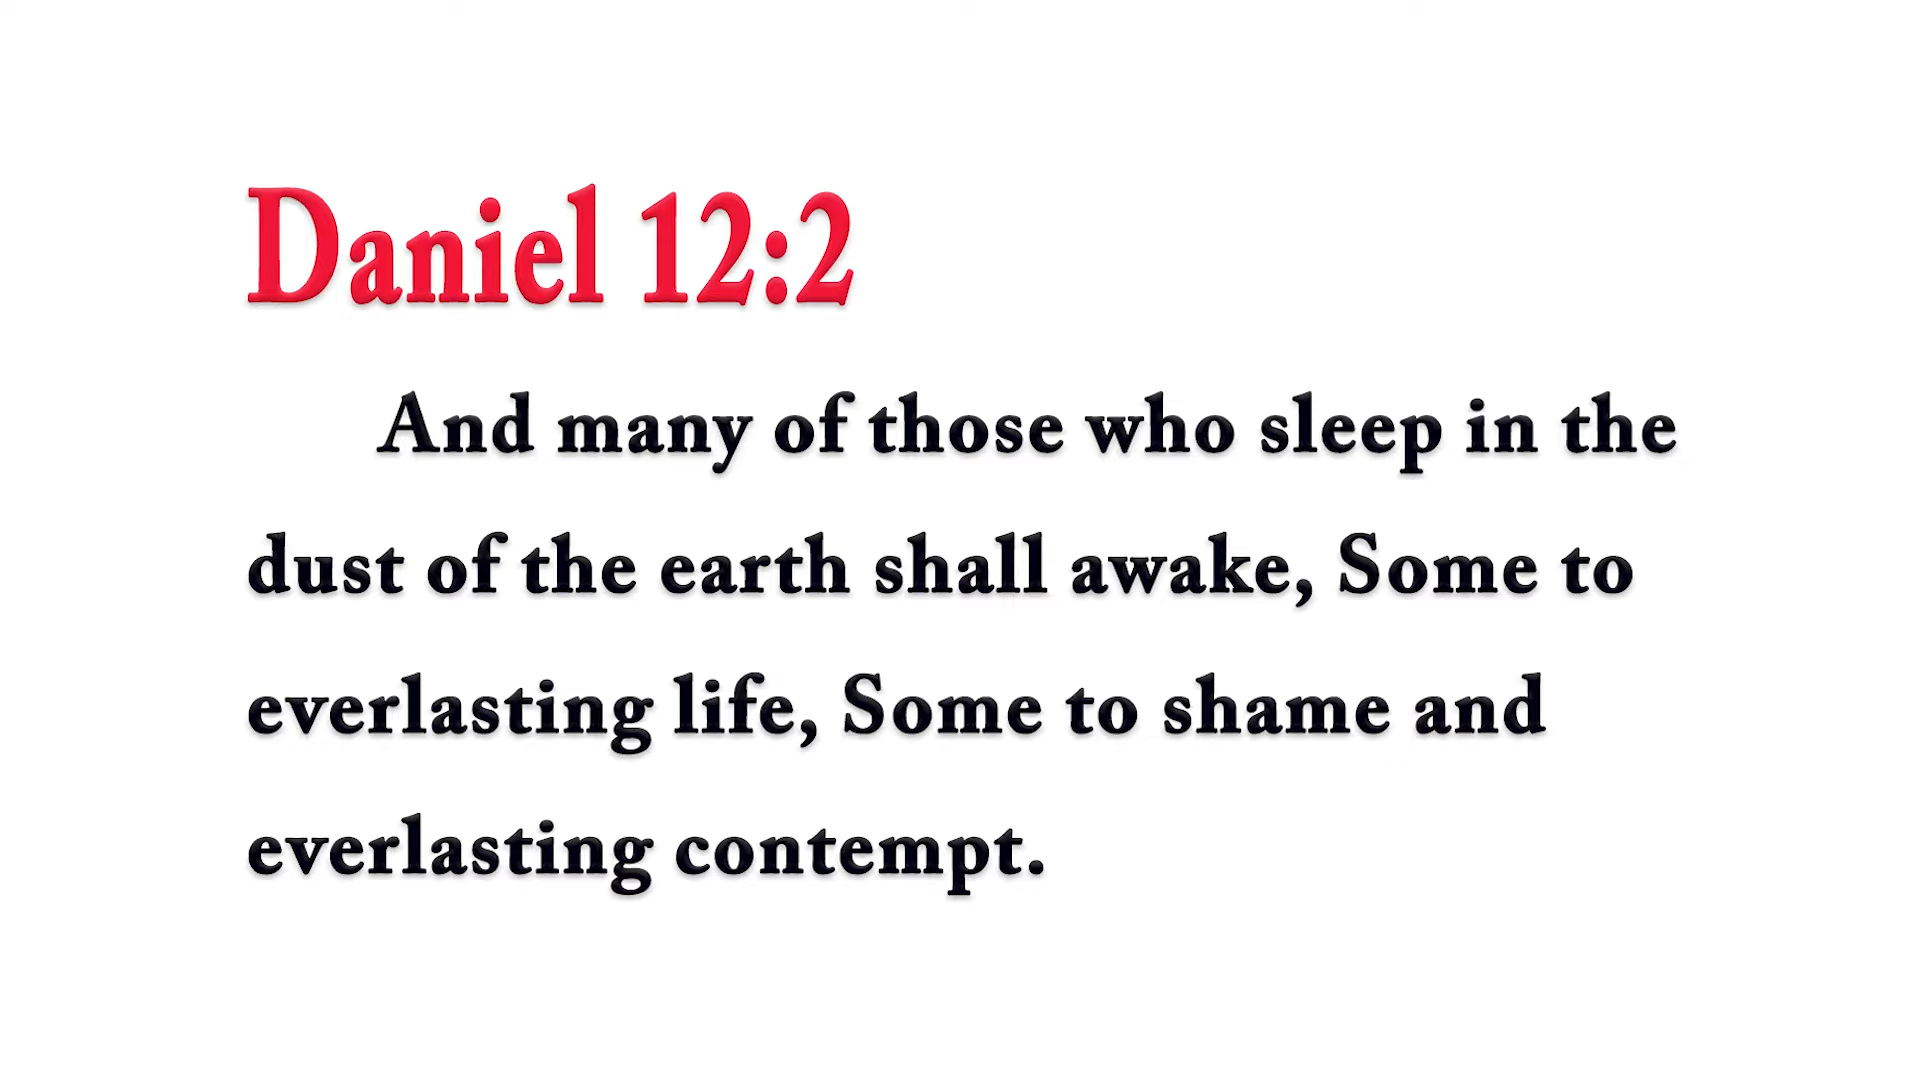 Daniel 12:2
And many of those who sleep in the
dust of the earth shall awake, Some to
everlasting life, Some to shame and
everlasting contempt.